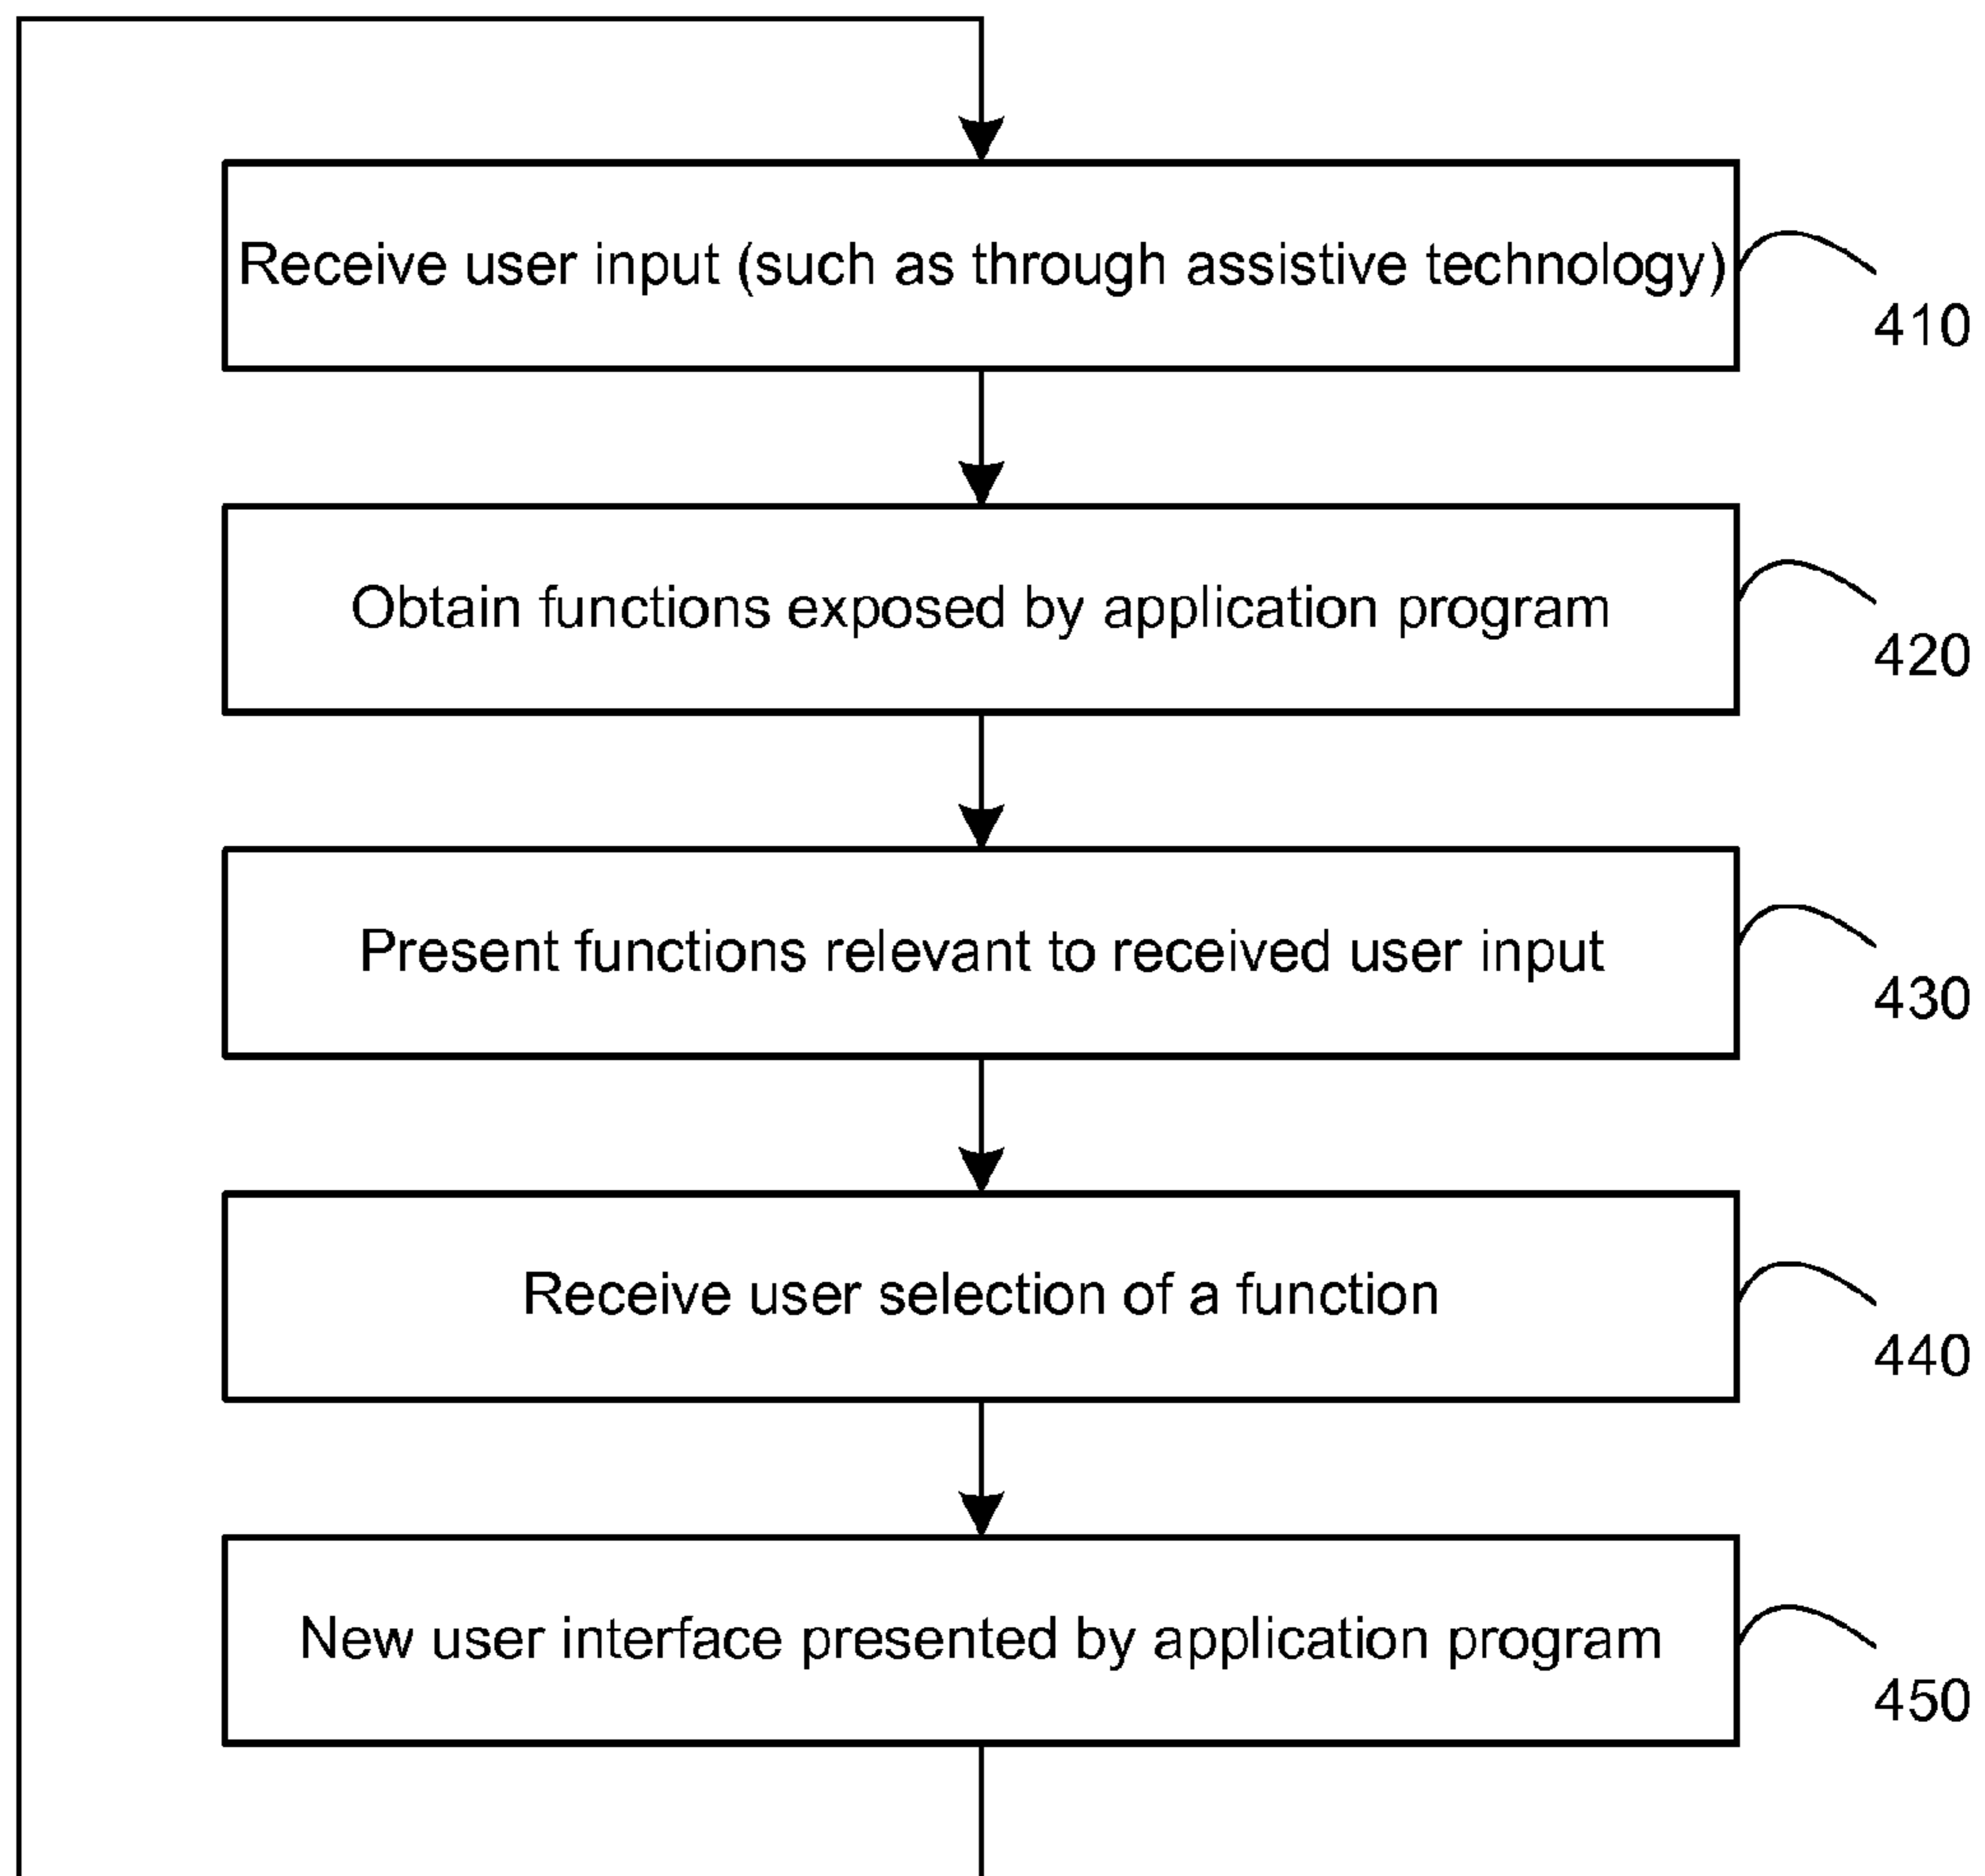 Receive user input (such as through assistive technology)
410
Obtain functions exposed by application program
420
Present functions relevant to received user input
430
Receive user selection of a function
440
New user interface presented by application program
450